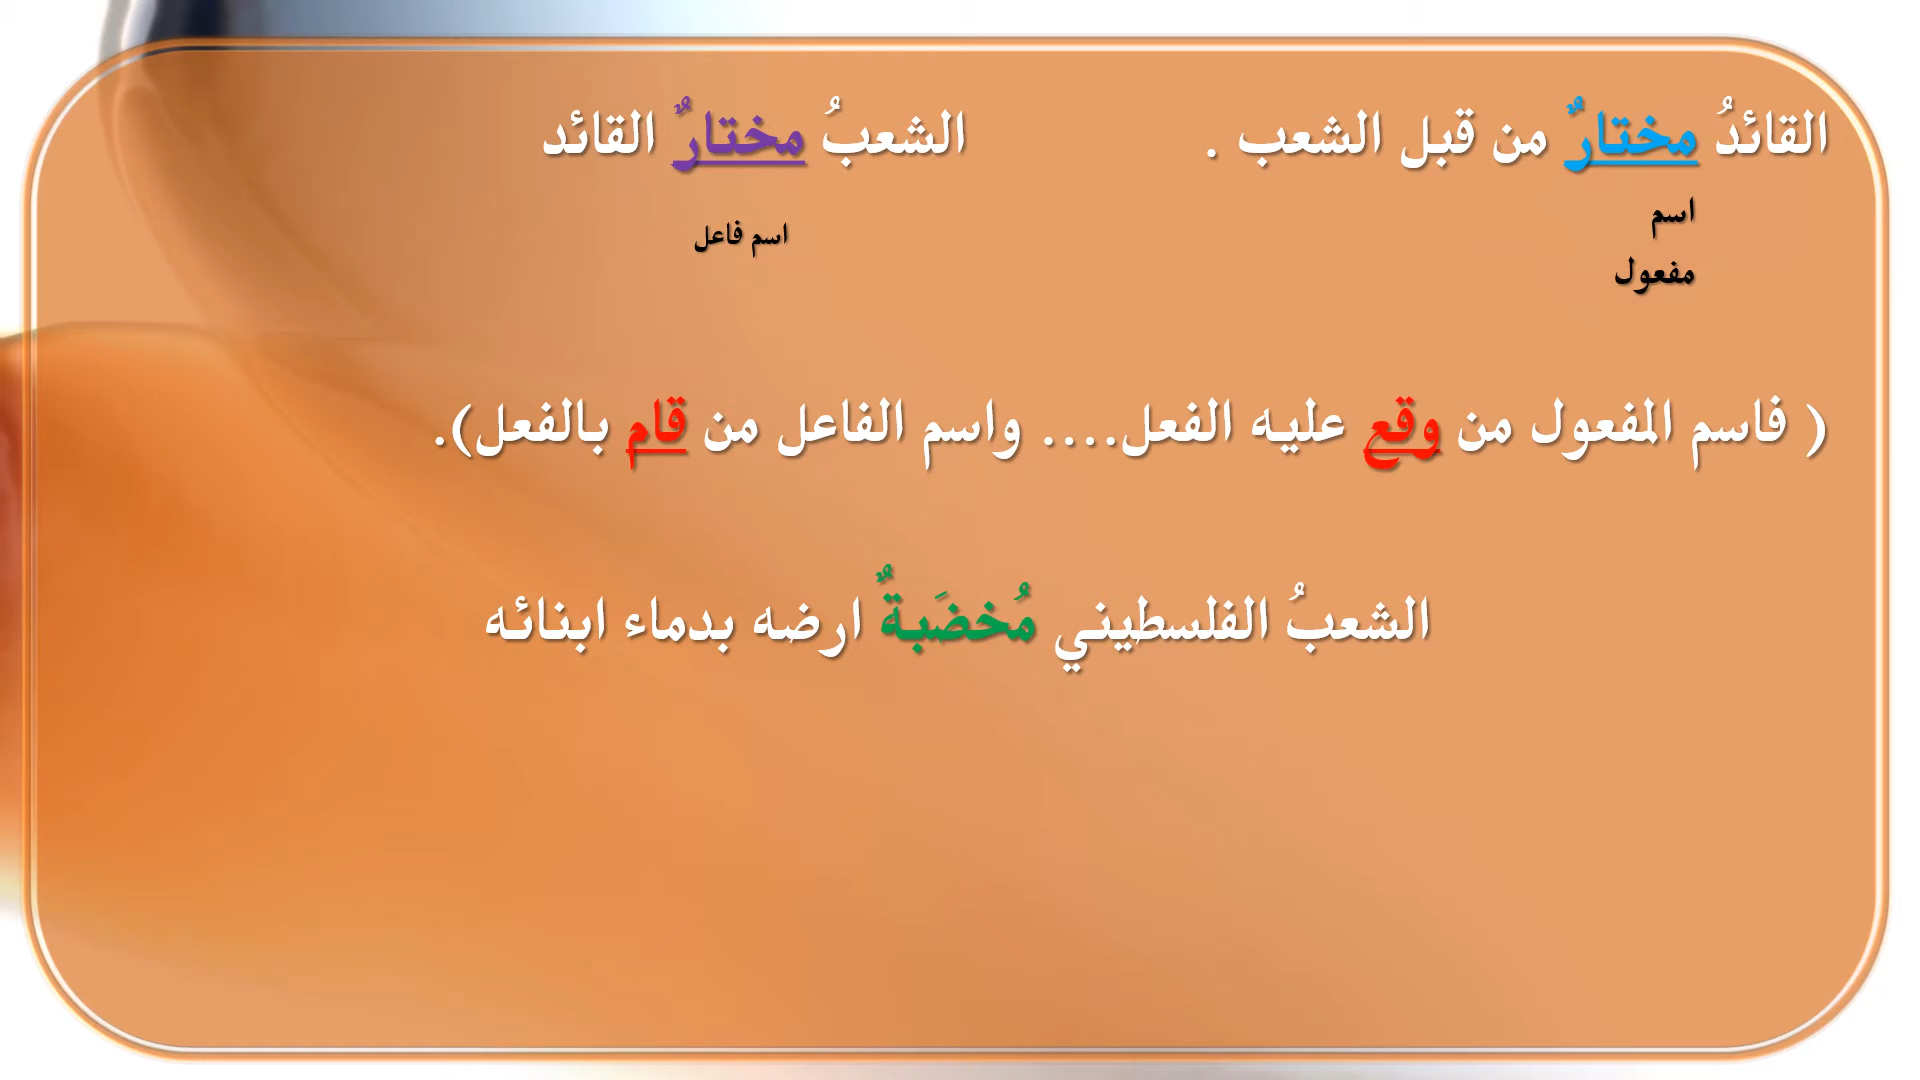 القائدُ مختارٌ من قبل الشعب . الشعبُ مختارٌ القائد
اسم مفعول
اسم فاعل
( فاسم المفعول من وقع عليه الفعل.... واسم الفاعل من قام بالفعل).
الشعبُ الفلسطيني مُخضَبةٌ ارضه بدماء ابنائه